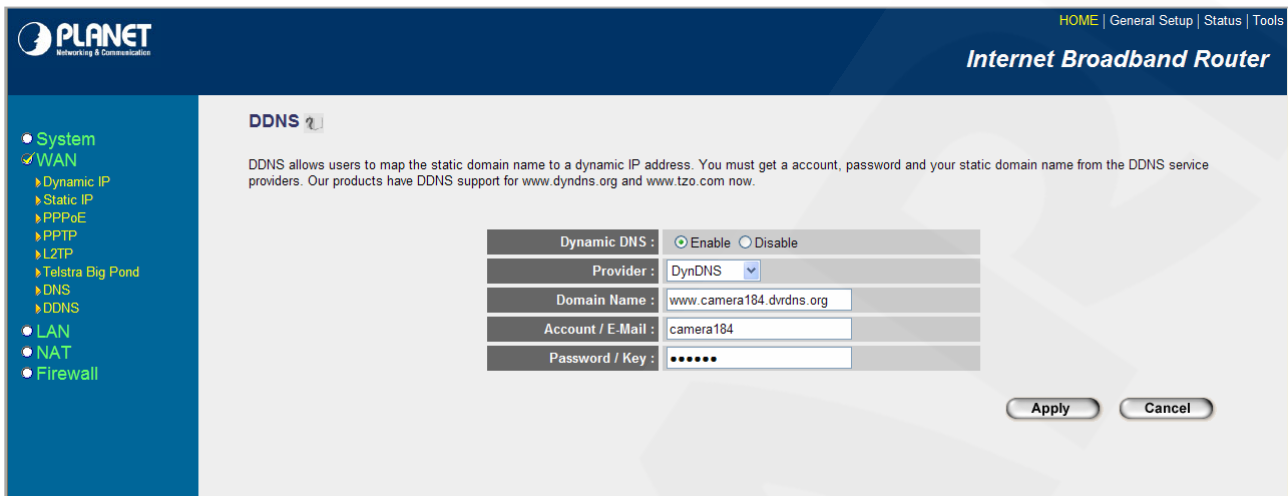 PLANET
Networking & Communication
HOME | General Setup | Status | Tools
Internet Broadband Router
System
WAN
Dynamic IP
Static IP
PPPoE
PPTP
L2TP
Telstra Big Pond
DNS
DDNS
LAN
NAT
Firewall
DDNS
DDNS allows users to map the static domain name to a dynamic IP address. You must get a account, password and your static domain name from the DDNS service
providers. Our products have DDNS support for www.dyndns.org and www.tzo.com now.
Dynamic DNS : Enable Disable
Provider : DynDNS
Domain Name : www.camera184.dvrdns.org
Account / E-Mail : camera184
Password / Key : ••••••
Apply Cancel